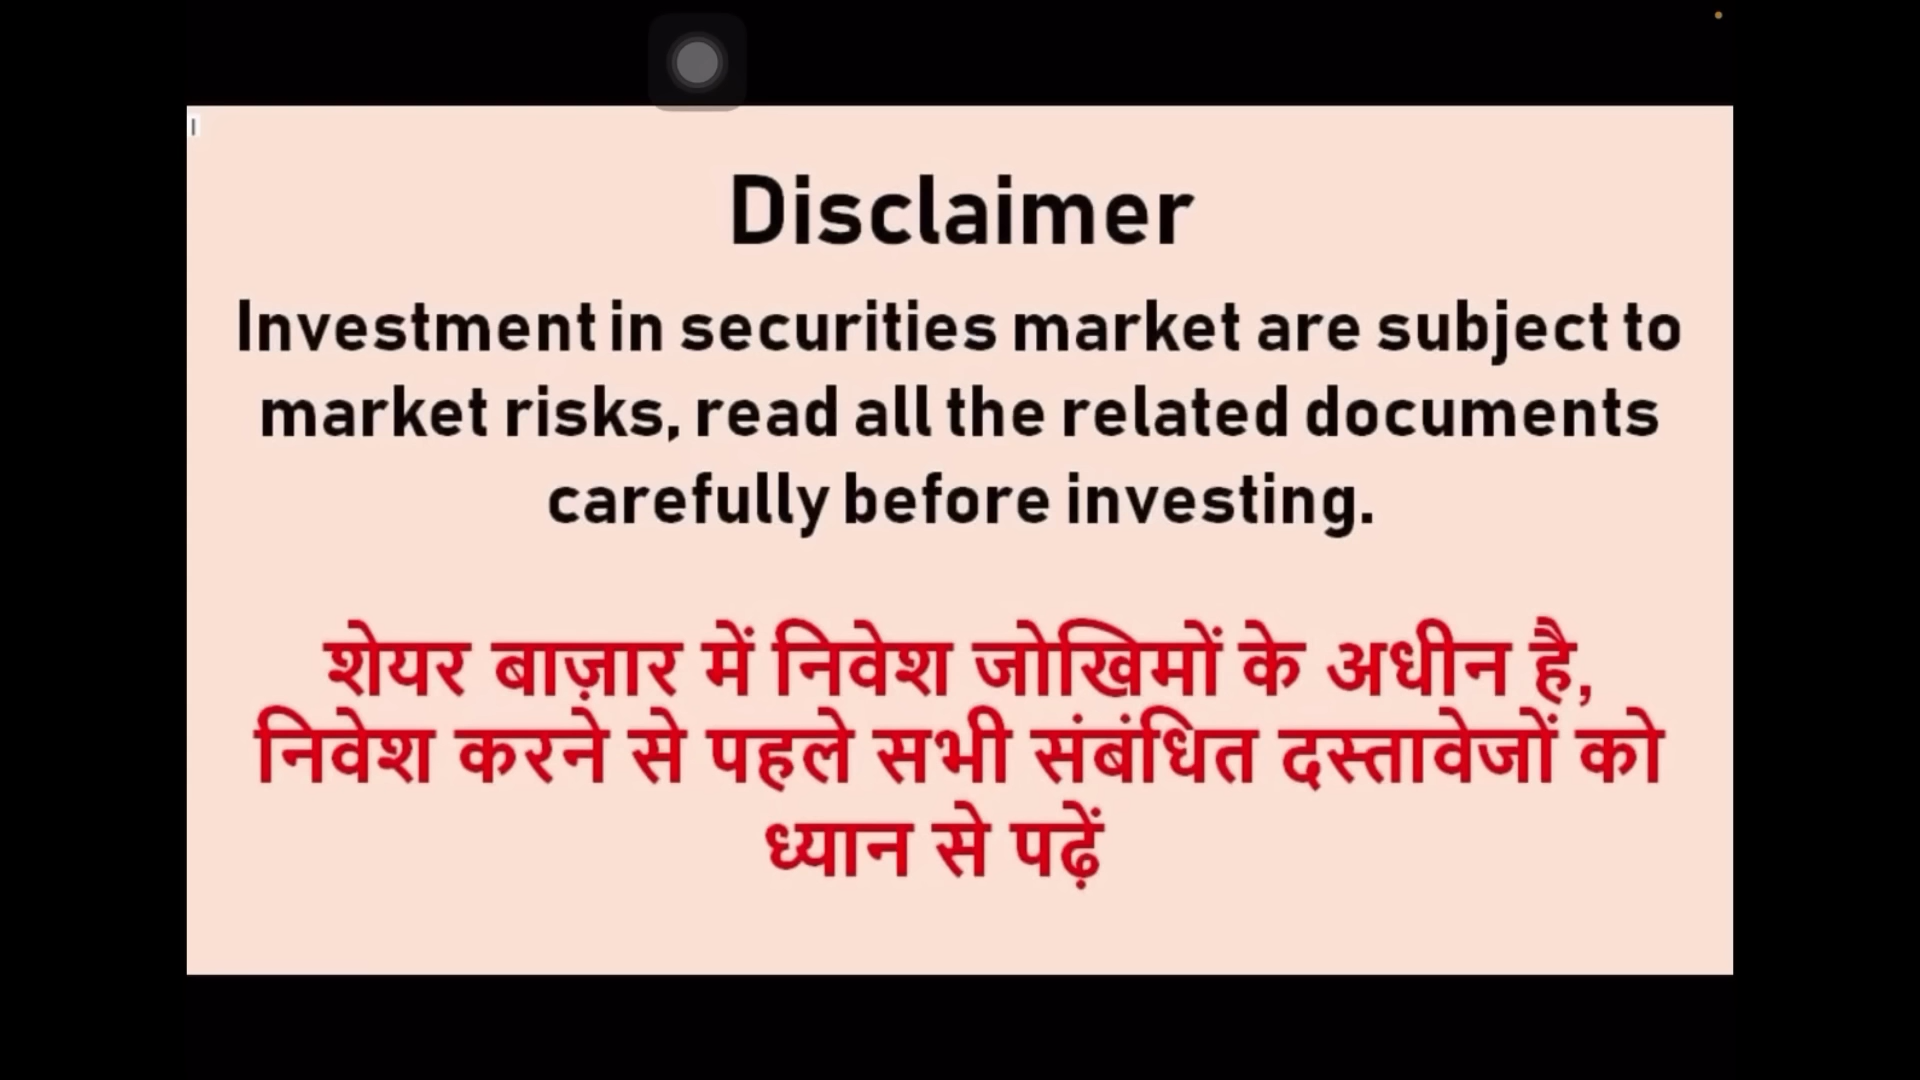 Disclaimer
Investment in securities market are subject to
market risks, read all the related documents
carefully before investing.
शेयर बाज़ार में निवेश जोखिमों के अधीन है,
निवेश करने से पहले सभी संबंधित दस्तावेजों को
ध्यान से पढ़ें